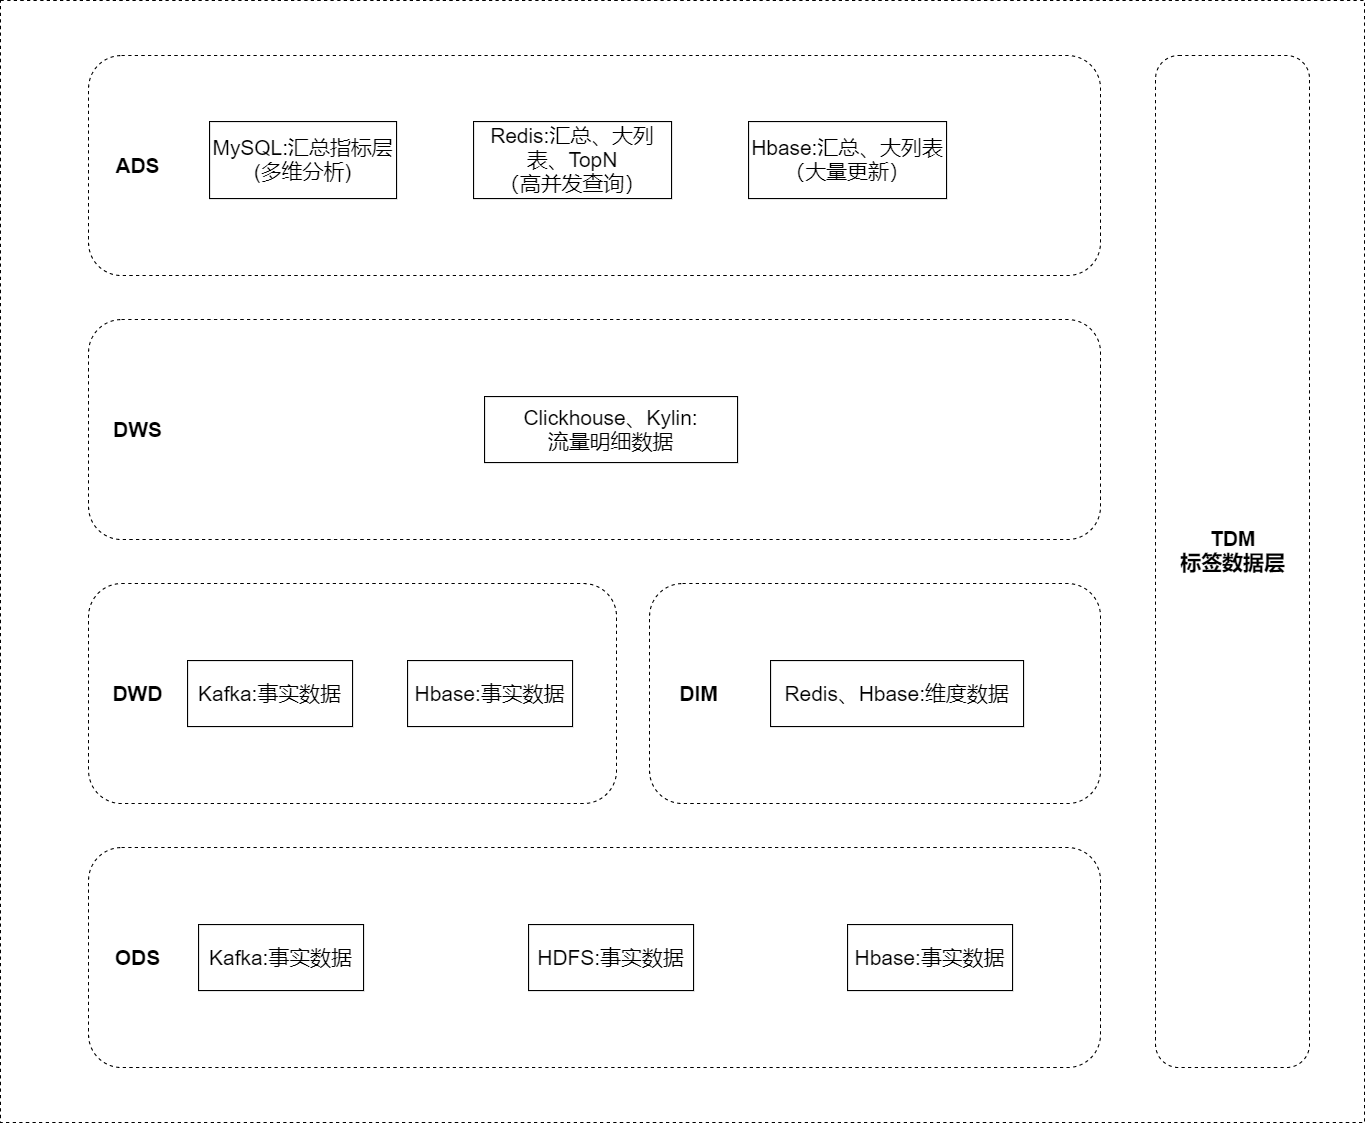 ADS
MySQL:汇总指标层
(多维分析)
Redis:汇总、大列
表、TopN
（高并发查询）
Hbase:汇总、大列表
（大量更新）
DWS
Clickhouse、Kylin:
流量明细数据
TDM
标签数据层
DWD
Kafka:事实数据
Hbase:事实数据
DIM
Redis、Hbase:维度数据
ODS
Kafka:事实数据
HDFS:事实数据
Hbase:事实数据